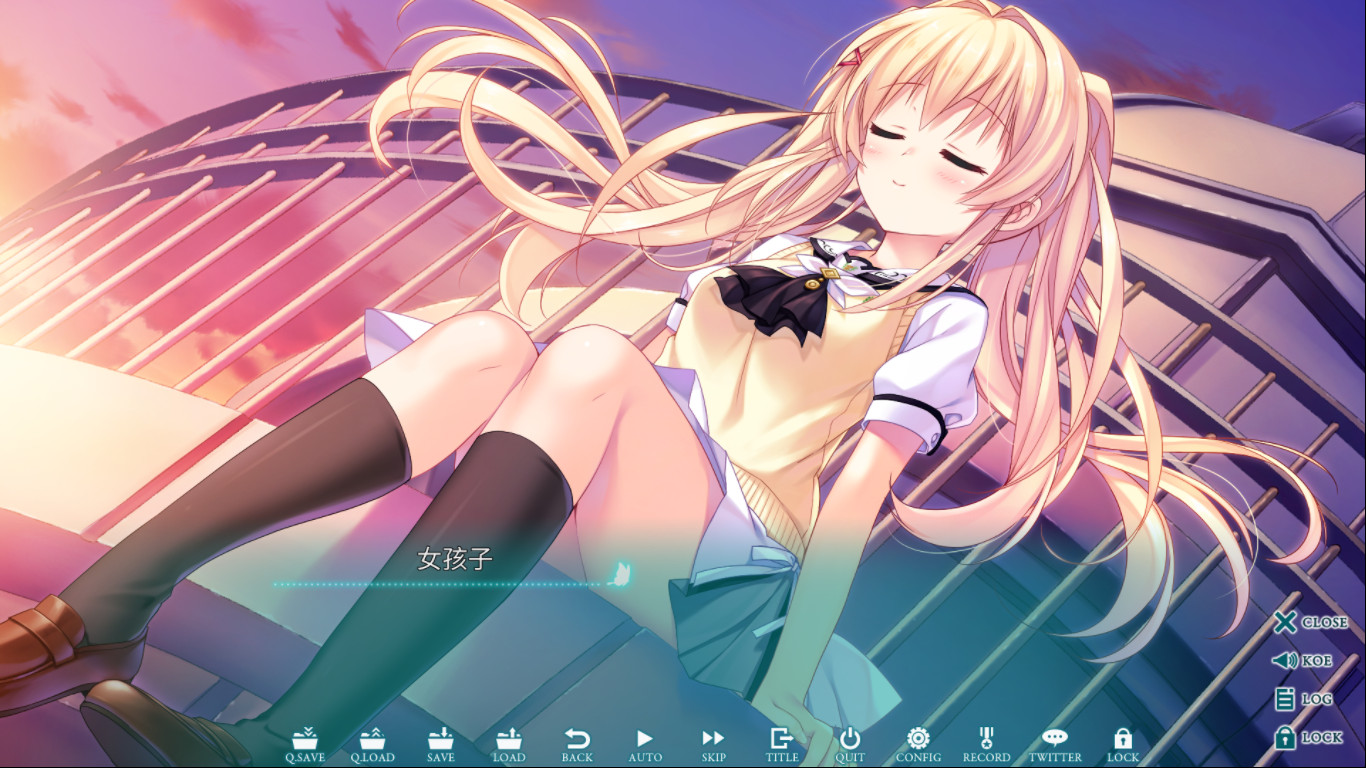 女孩子
CLOSE
KOE
LOG
LOCK
Q.SAVE Q.LOAD SAVE LOAD BACK AUTO SKIP TITLE QUIT CONFIG RECORD TWITTER LOCK